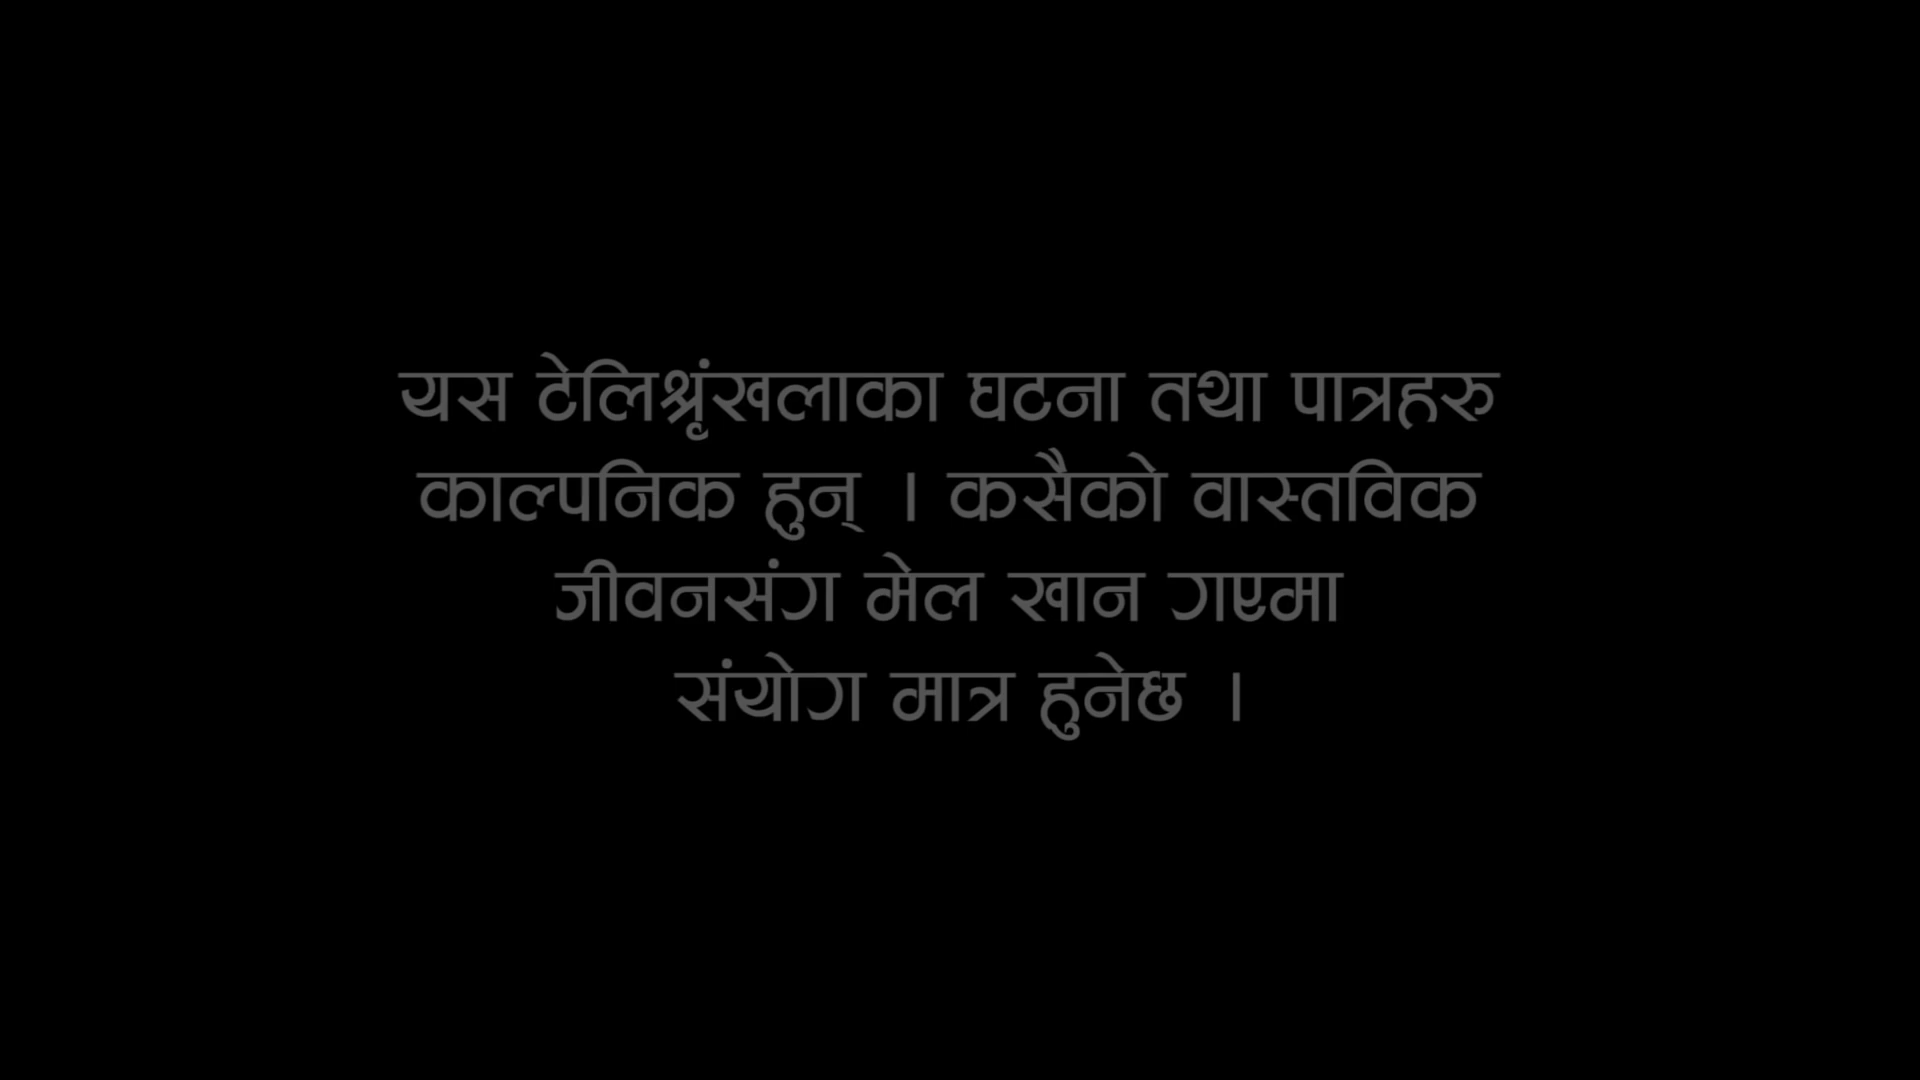 यस टेलिश्रृंखलाका घटना तथा पात्रहरु
काल्पनिक हुन् । कसैको वास्तविक
जीवनसंग मेल खान गएमा
संयोग मात्र हुनेछ ।